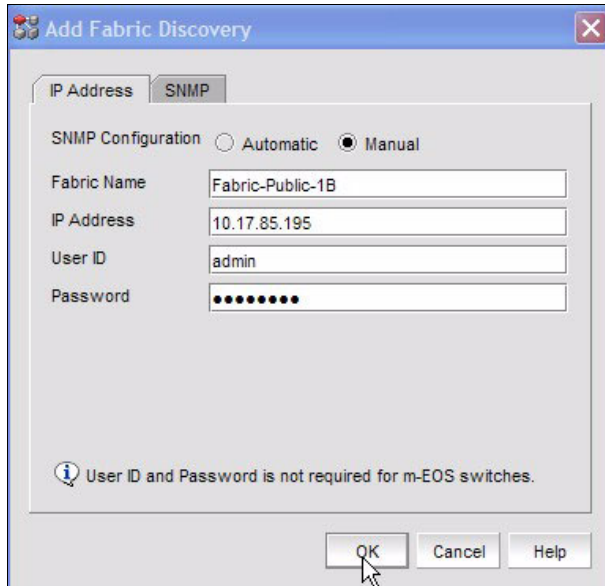 Add Fabric Discovery
IP Address SNMP
SNMP Configuration Automatic Manual
Fabric Name Fabric-Public-1B
IP Address 10.17.85.195
User ID admin
Password ●●●●●●●●
User ID and Password is not required for m-EOS switches.
OK Cancel Help